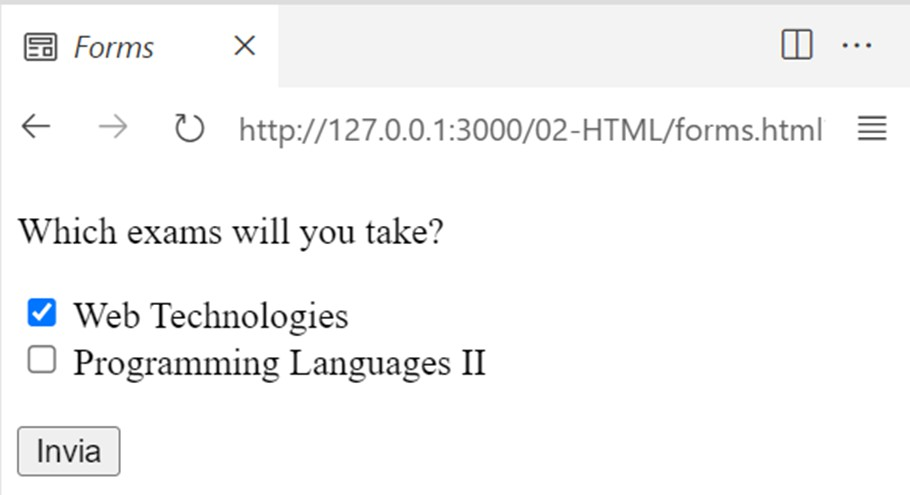 Forms
http://127.0.0.1:3000/02-HTML/forms.html
Which exams will you take?
Web Technologies
Programming Languages II
Invia